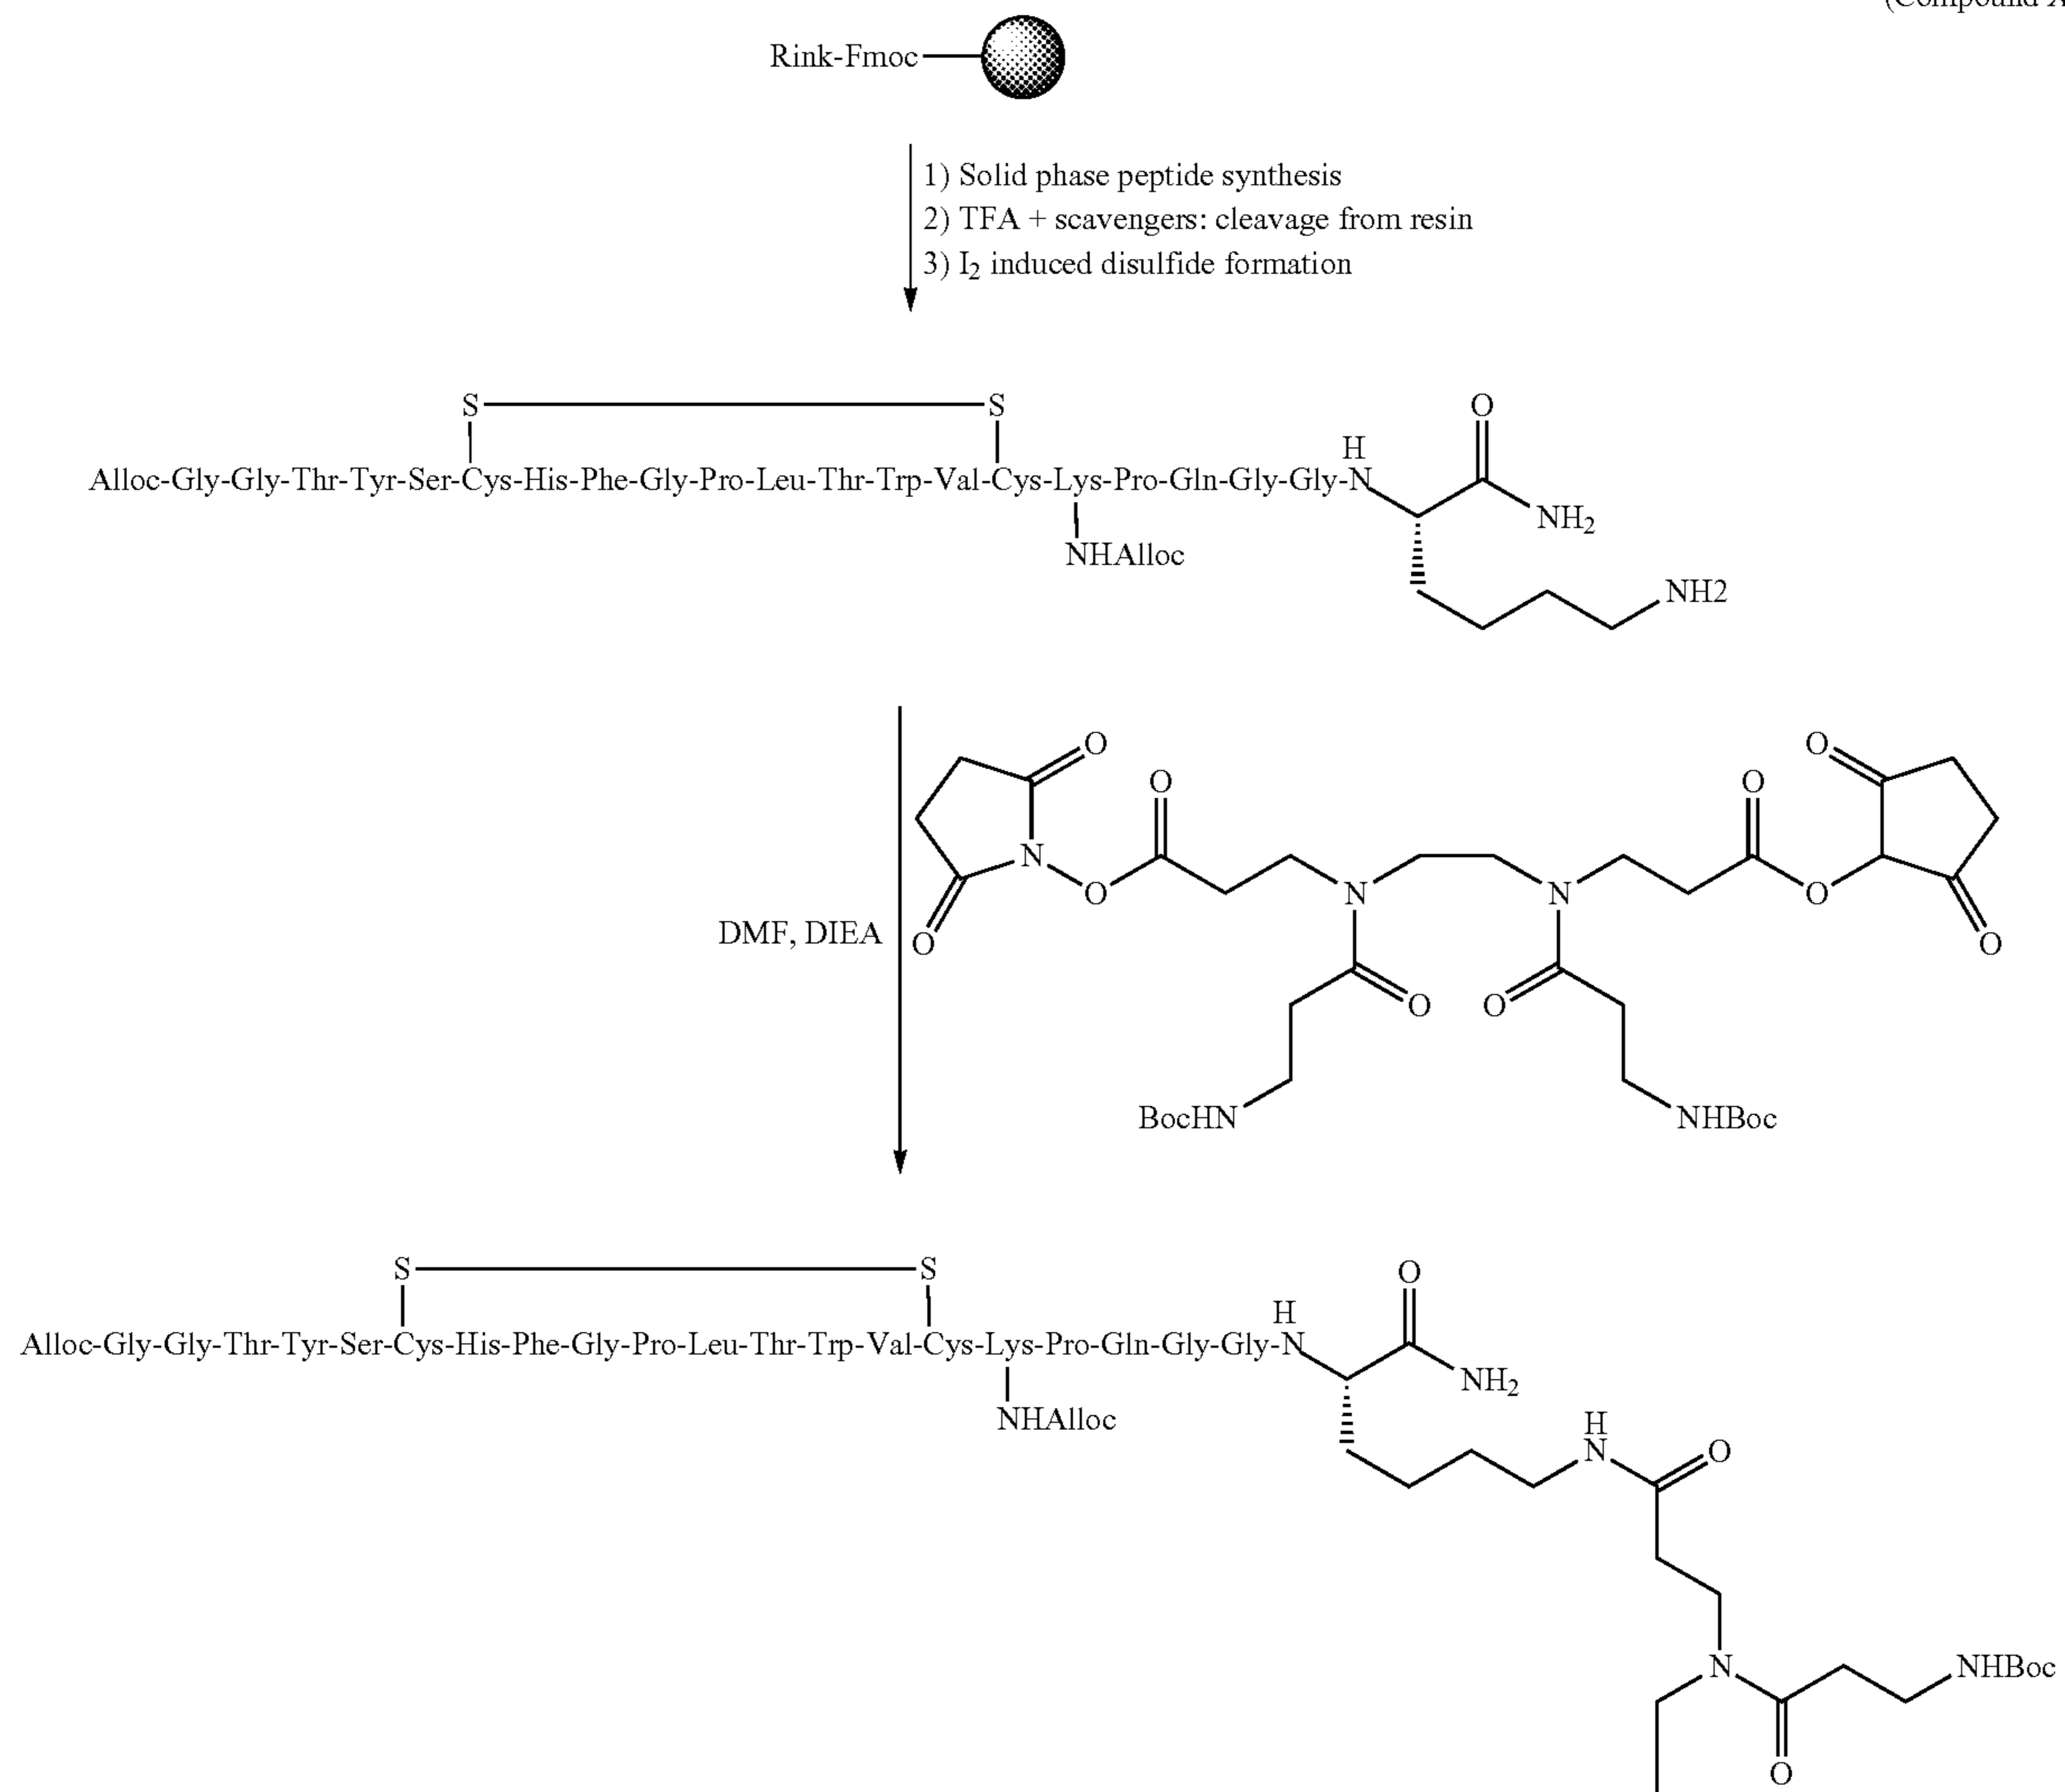 (Compound
Rink-Fmoc
1) Solid phase peptide synthesis
2) TFA + scavengers: cleavage from resin
3) I2 induced disulfide formation
S S O
H
Alloc-Gly-Gly-Thr-Tyr-Ser-Cys-His-Phe-Gly-Pro-Leu-Thr-Trp-Val-Cys-Lys-Pro-Gln-Gly-Gly-N
NH2
NHAlloc
NH2
O O O O
N O N N O
DMF, DIEA O O
O O
BocHN NHBoc
S S O
H
Alloc-Gly-Gly-Thr-Tyr-Ser-Cys-His-Phe-Gly-Pro-Leu-Thr-Trp-Val-Cys-Lys-Pro-Gln-Gly-Gly-N
NH2
NHAlloc
H
N O
N NHBoc
O